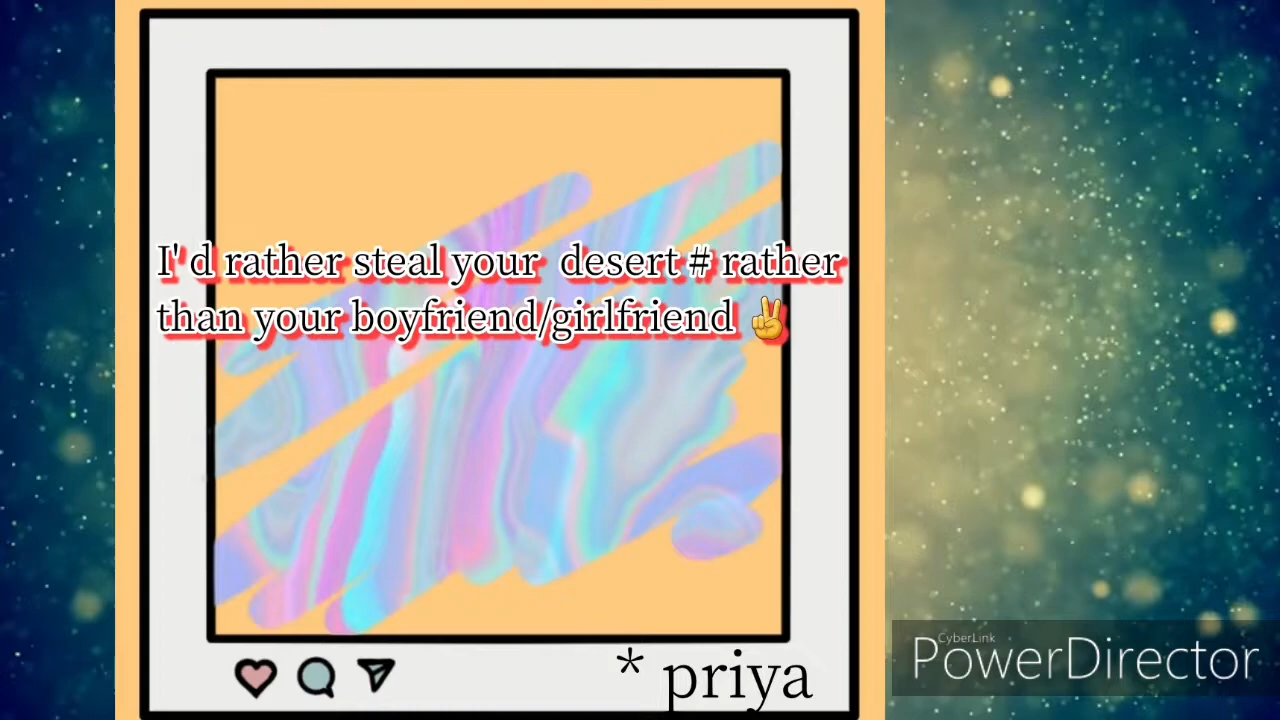 I' d rather steal your  desert # rather
than your boyfriend/girlfriend ✌
* priya
CyberLink
PowerDirector